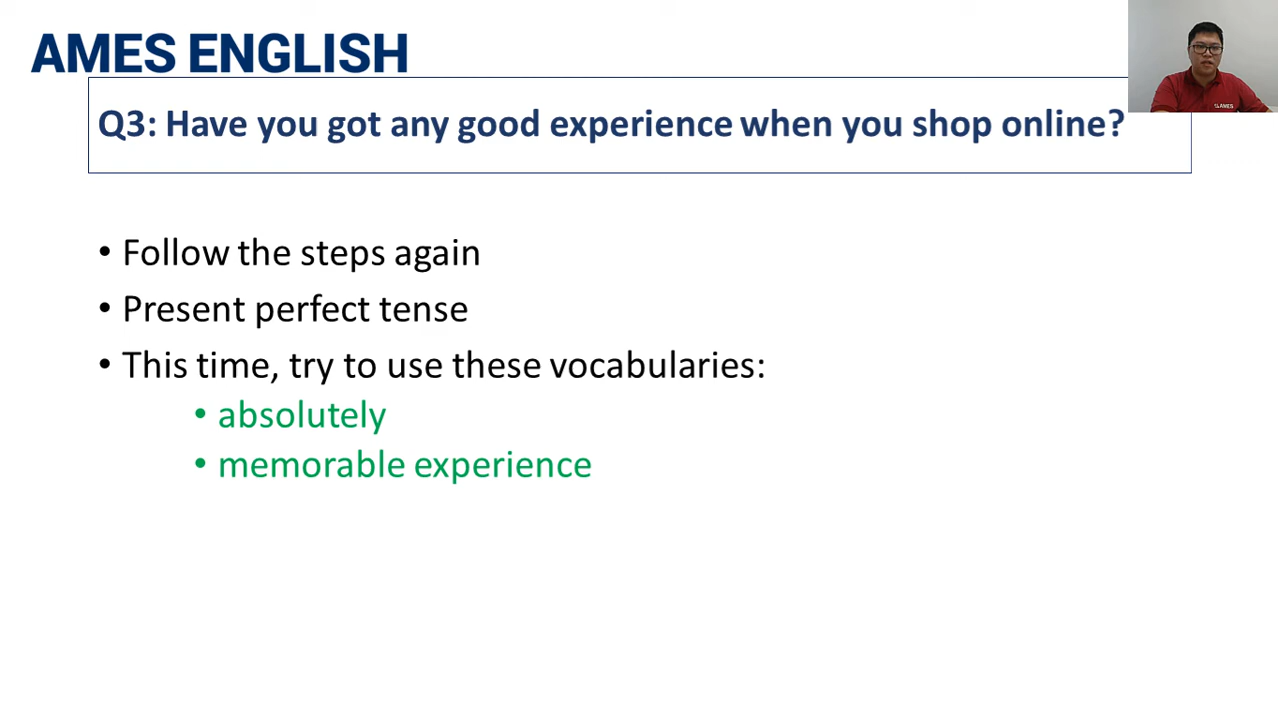 AMES ENGLISH
Q3: Have you got any good experience when you shop online?
• Follow the steps again
• Present perfect tense
• This time, try to use these vocabularies:
• absolutely
• memorable experience
AMES